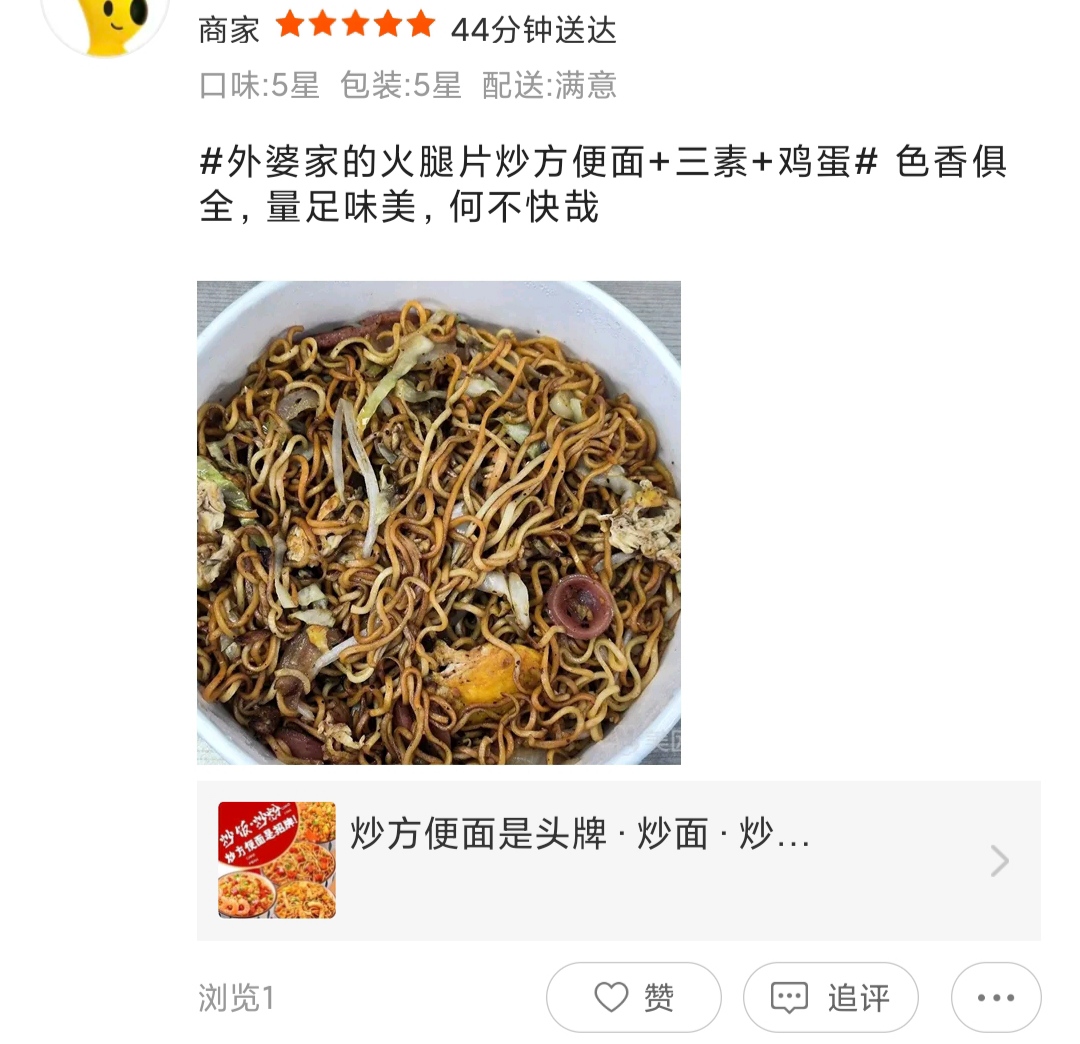 商家 44分钟送达
口味:5星 包装:5星 配送:满意
#外婆家的火腿片炒方便面+三素+鸡蛋# 色香俱
全，量足味美，何不快哉
炒饭·炒粉
炒方便面是招牌!
炒方便面是头牌 · 炒面 · 炒...
浏览1
赞
追评